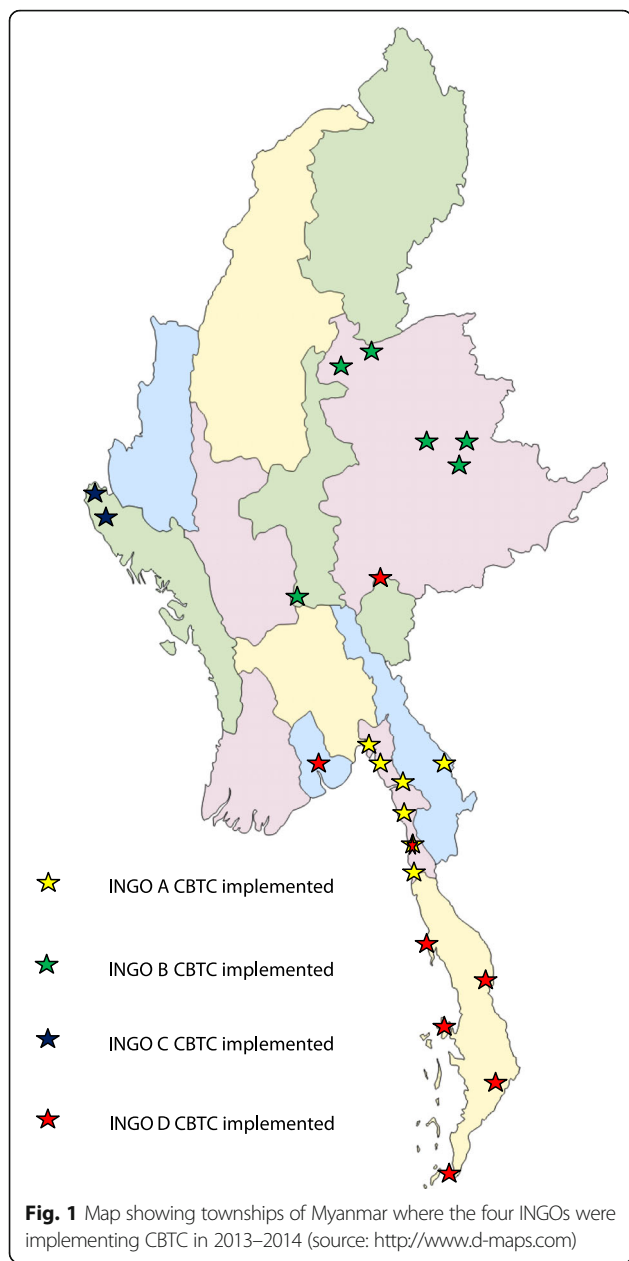 INGO A CBTC implemented
INGO B CBTC implemented
INGO C CBTC implemented
INGO D CBTC implemented
Fig. 1 Map showing townships of Myanmar where the four INGOs were
implementing CBTC in 2013–2014 (source: http://www.d-maps.com)